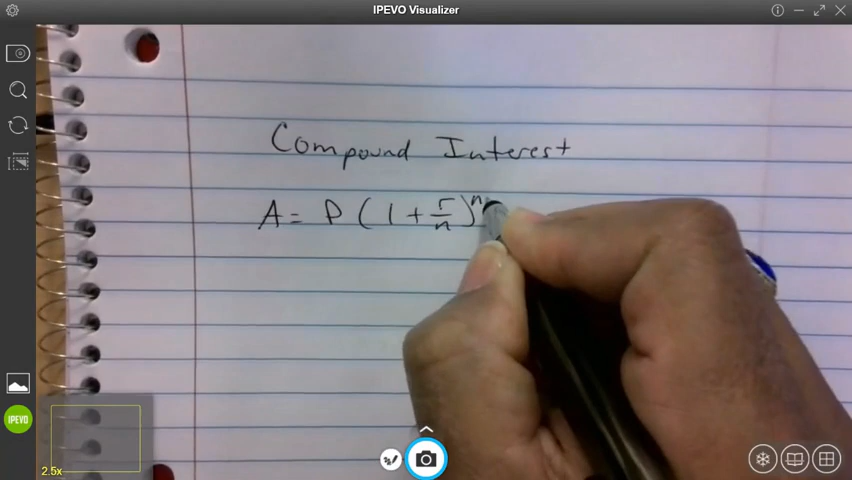 IPEVO Visualizer
Compound Interest
A = P ( 1 + r/n )^n
IPEVO
2.5x